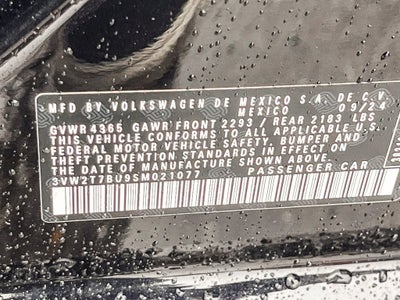 MFD BY VOLKSWAGEN DE MEXICO S.A. DE C.V.
MEXICO 09/24
GVWR 4365 GAWR FRONT 2293 / REAR 2183 LBS
THIS VEHICLE CONFORMS TO ALL APPLICABLE
FEDERAL MOTOR VEHICLE SAFETY, BUMPER AND
THEFT PREVENTION STANDARDS IN EFFECT ON
THE DATE OF MANUFACTURE SHOWN ABOVE.
3VW2T7BU9SM021077 PASSENGER CAR